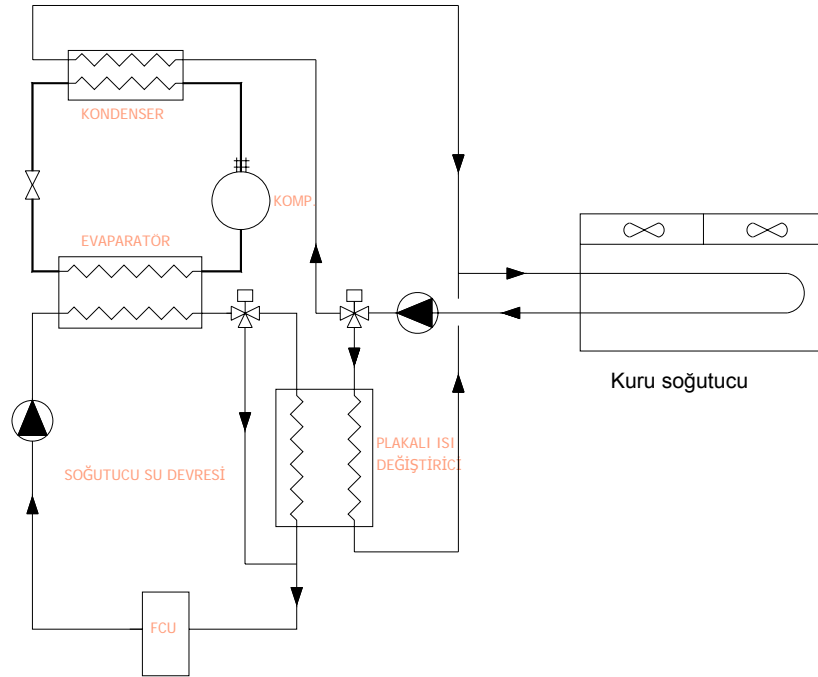 KONDENSER
KOMP.
EVAPARATÖR
Kuru soğutucu
PLAKALI ISI
DEĞİŞTİRİCİ
SOĞUTUCU SU DEVRESİ
FCU